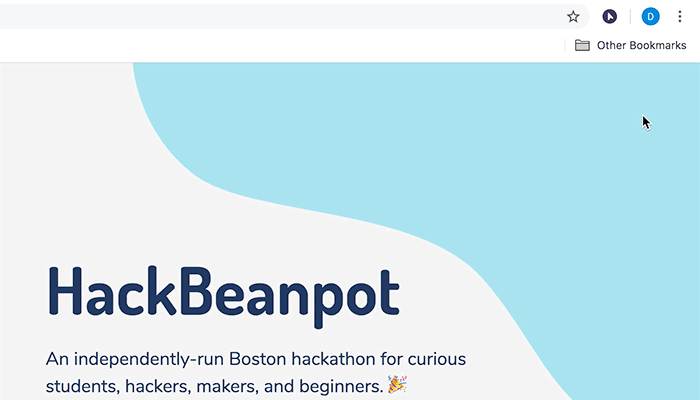 D
Other Bookmarks
HackBeanpot
An independently-run Boston hackathon for curious
students, hackers, makers, and beginners. 🎉